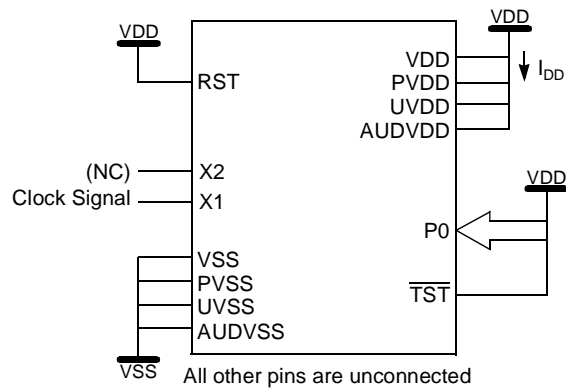 VDD
RST
(NC)
X2
Clock Signal
X1
VSS
PVSS
UVSS
AUDVSS
VSS
VDD
VDD
PVDD
UVDD
AUDVDD
IDD
VDD
P0
TST
All other pins are unconnected